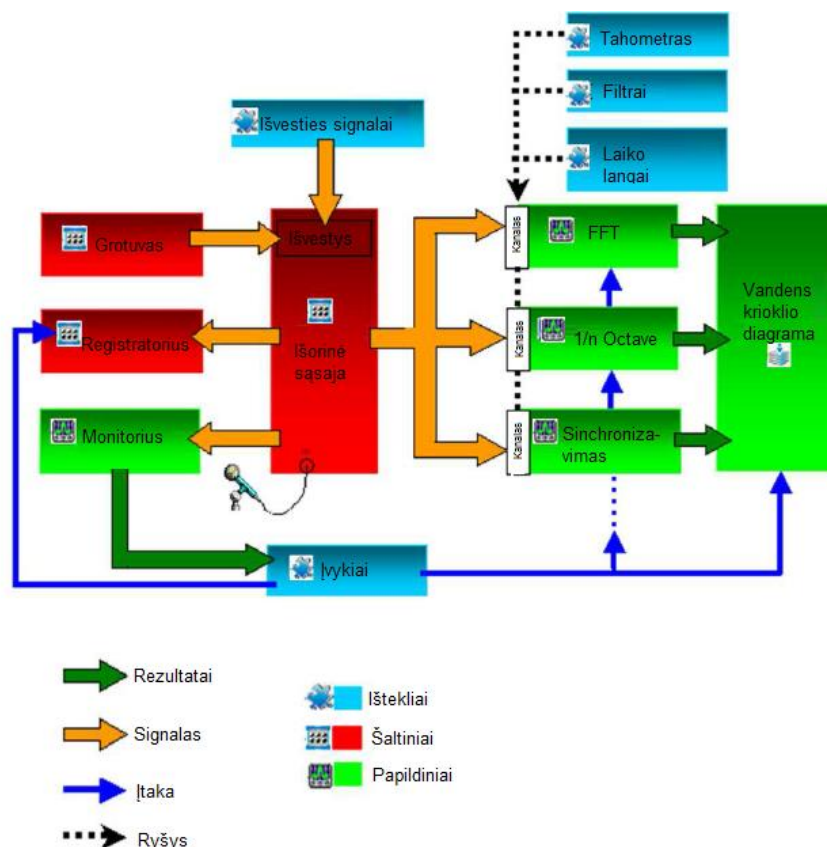 Tahometras
Filtrai
Laiko
langai
Išvesties signalai
Grotuvas
Išvestys
Kanalas
FFT
Registratorius
Išorinė
sąsaja
Kanalas
1/n Octave
Vandens
krioklio
diagrama
Monitorius
Kanalas
Sinchroniza-
vimas
Įvykiai
Rezultatai
Signalas
Įtaka
Ryšys
Ištekliai
Šaltiniai
Papildiniai